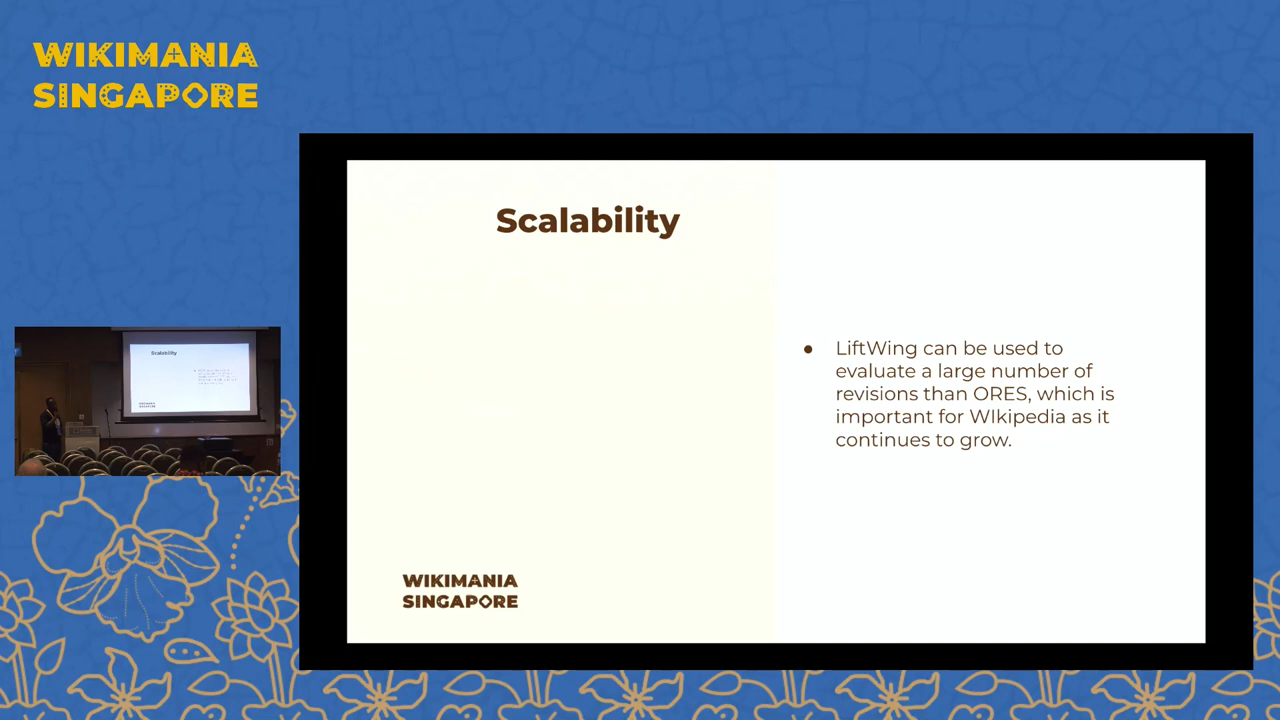 WIKIMANIA
SINGAPORE
Scalability
● LiftWing can be used to
evaluate a large number of
revisions than ORES, which is
important for WIkipedia as it
continues to grow.
WIKIMANIA
SINGAPORE
Scalability